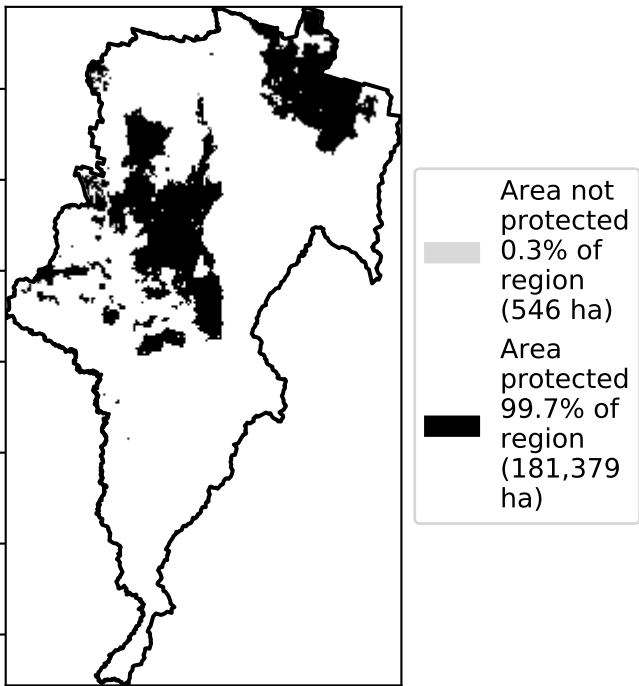 Area not
protected
0.3% of
region
(546 ha)
Area
protected
99.7% of
region
(181,379
ha)